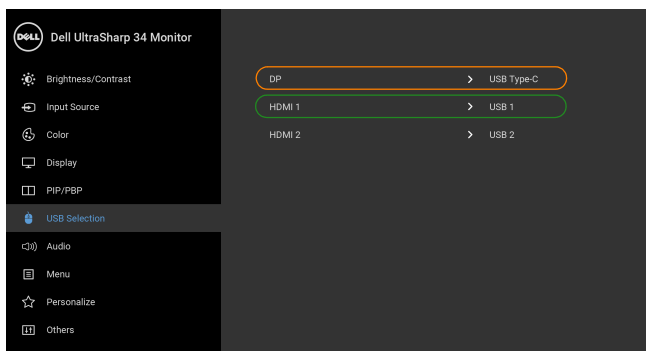 DELL Dell UltraSharp 34 Monitor
Brightness/Contrast
Input Source
Color
Display
PIP/PBP
USB Selection
Audio
Menu
Personalize
Others
DP USB Type-C
HDMI 1 USB 1
HDMI 2 USB 2